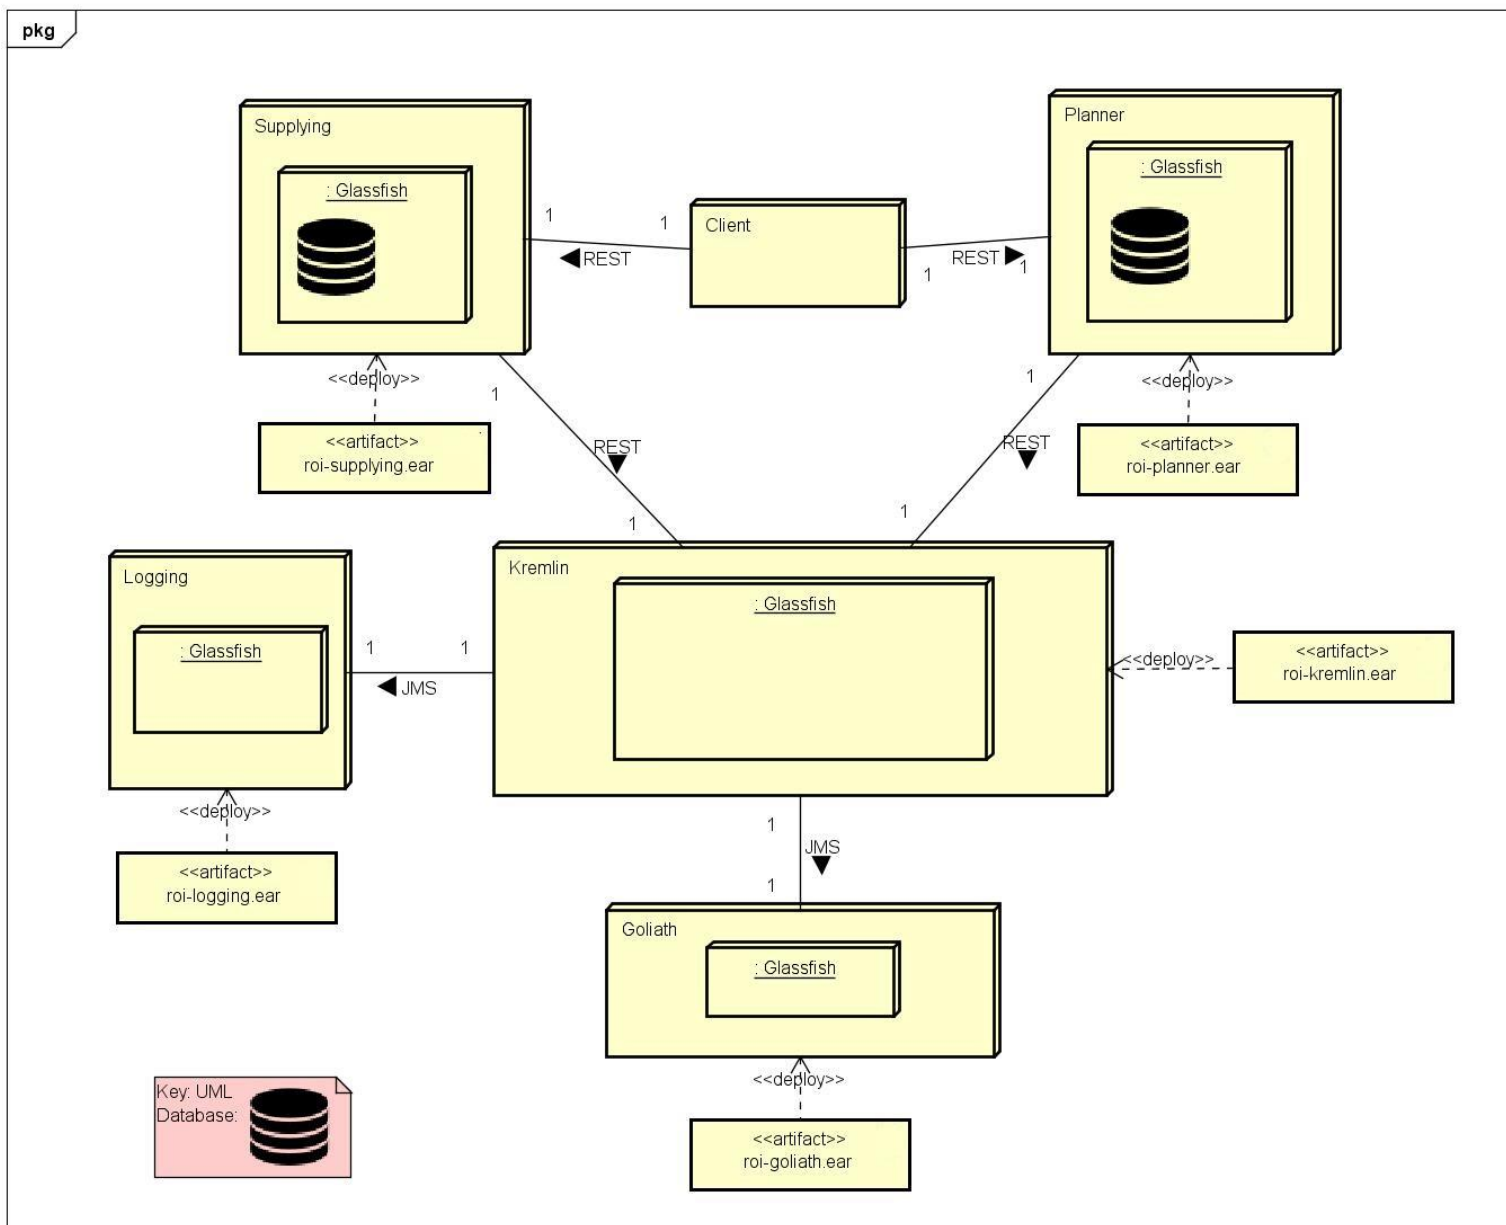 pkg
Supplying
: Glassfish
Planner
: Glassfish
Client
1
1
REST
REST
1
1
<<deploy>>
<<artifact>>
roi-supplying.ear
<<deploy>>
<<artifact>>
roi-planner.ear
1
REST
1
1
REST
1
Logging
: Glassfish
Kremlin
: Glassfish
1
1
JMS
<<deploy>>
<<artifact>>
roi-kremlin.ear
<<deploy>>
<<artifact>>
roi-logging.ear
1
JMS
1
Goliath
: Glassfish
<<deploy>>
<<artifact>>
roi-goliath.ear
Key: UML
Database: